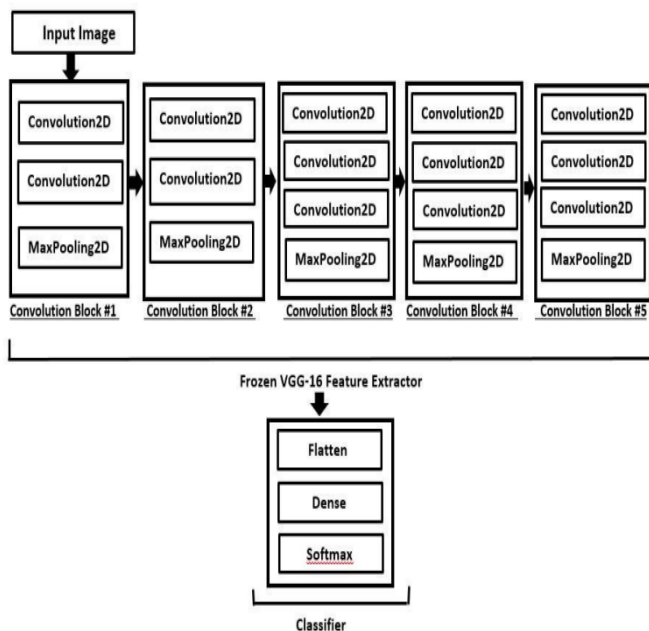 Input Image
Convolution2D
Convolution2D
MaxPooling2D
Convolution Block #1
Convolution2D
Convolution2D
MaxPooling2D
Convolution Block #2
Convolution2D
Convolution2D
Convolution2D
MaxPooling2D
Convolution Block #3
Convolution2D
Convolution2D
Convolution2D
MaxPooling2D
Convolution Block #4
Convolution2D
Convolution2D
Convolution2D
MaxPooling2D
Convolution Block #5
Frozen VGG-16 Feature Extractor
Flatten
Dense
Softmax
Classifier